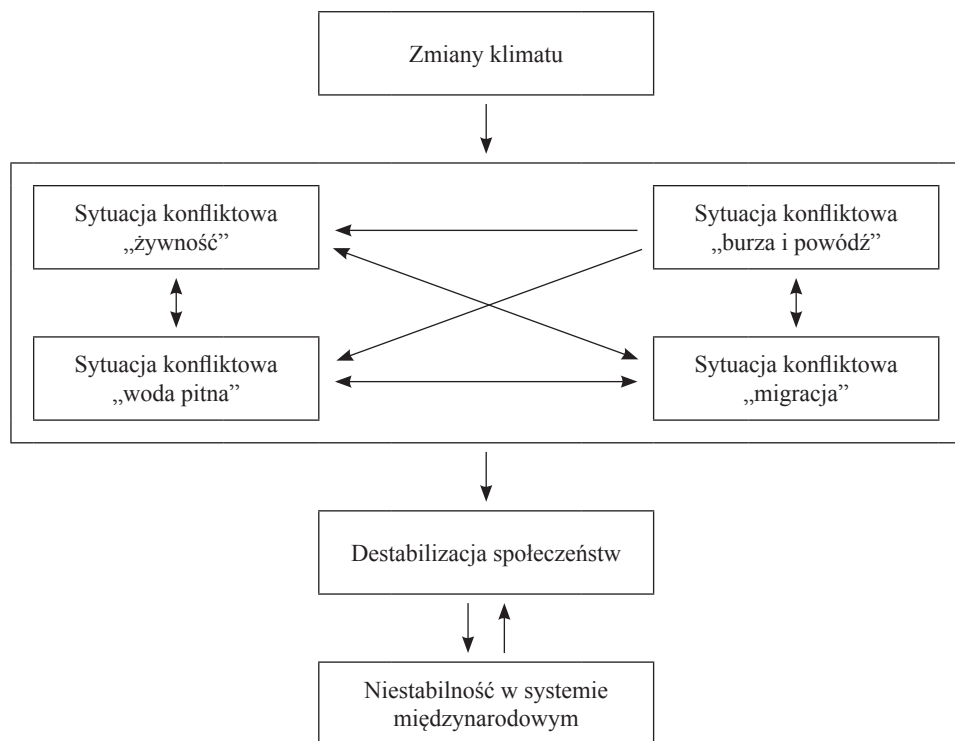 Zmiany klimatu
Sytuacja konfliktowa
„żywność”
Sytuacja konfliktowa
„burza i powódź”
Sytuacja konfliktowa
„woda pitna”
Sytuacja konfliktowa
„migracja”
Destabilizacja społeczeństw
Niestabilność w systemie
międzynarodowym